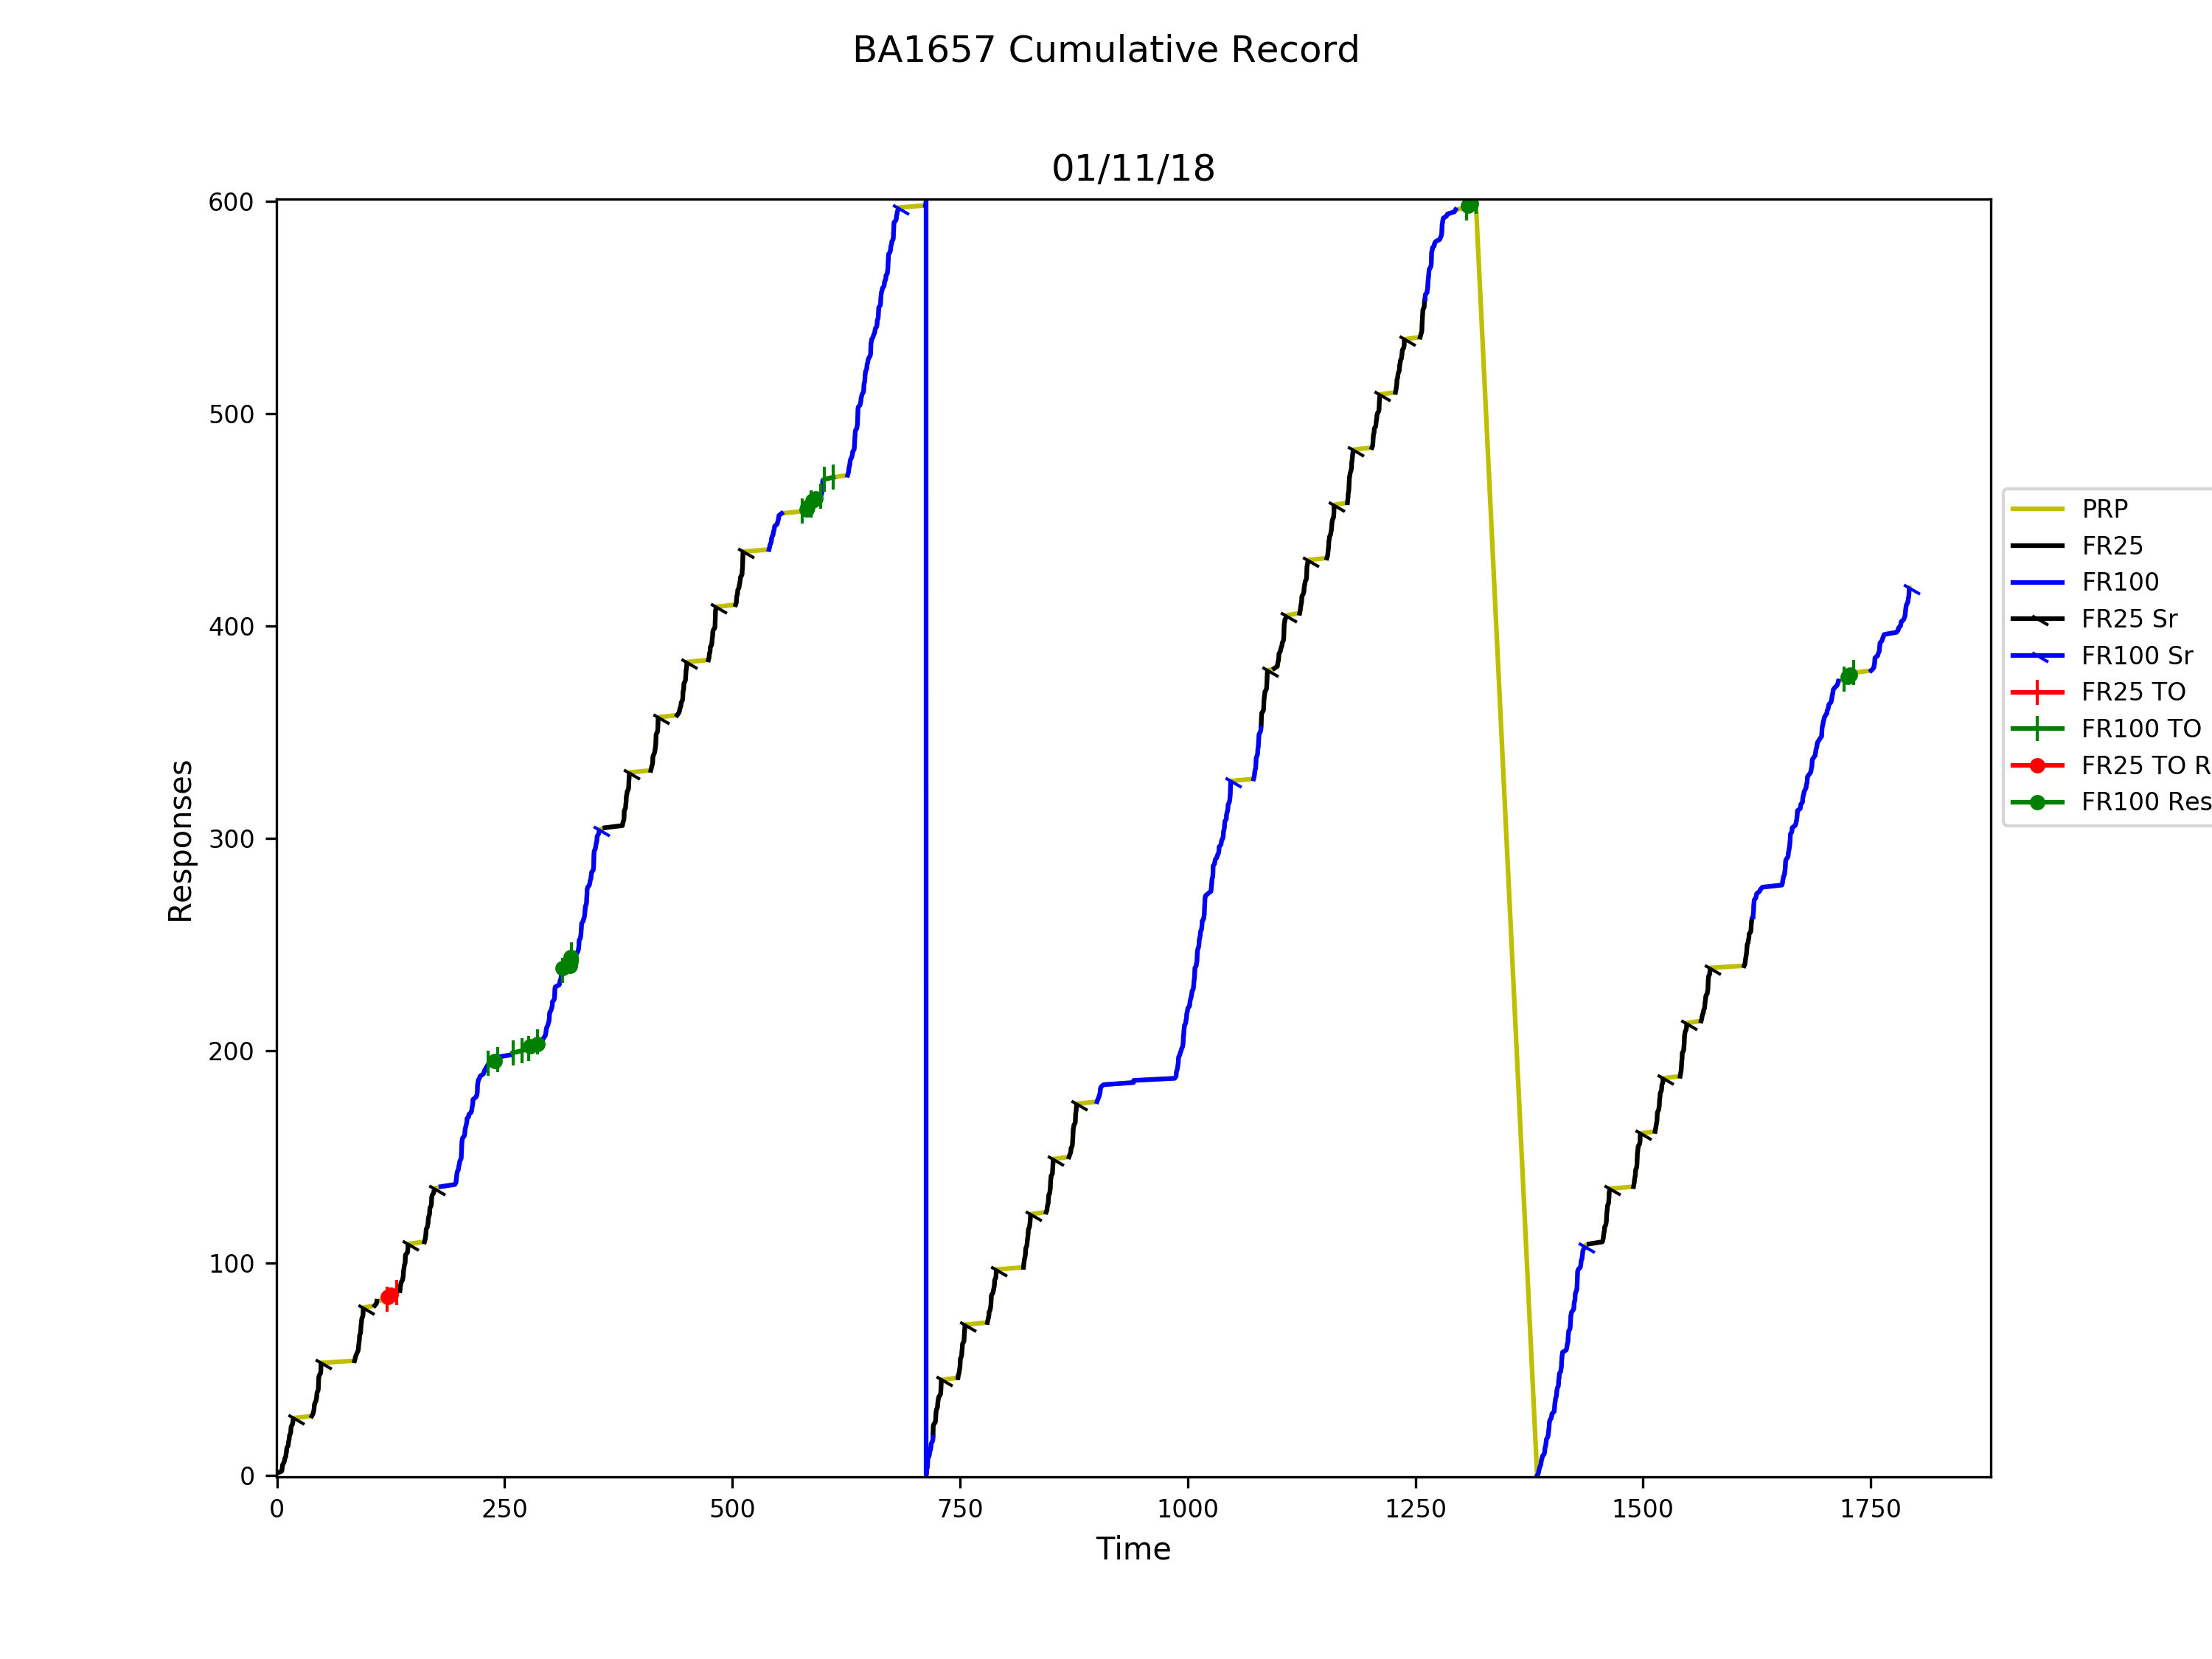 BA1657 Cumulative Record
01/11/18
600
500
400
300
200
100
0
Responses
0 250 500 750 1000 1250 1500 1750
Time
PRP
FR25
FR100
FR25 Sr
FR100 Sr
FR25 TO
FR100 TO
FR25 TO R
FR100 Res